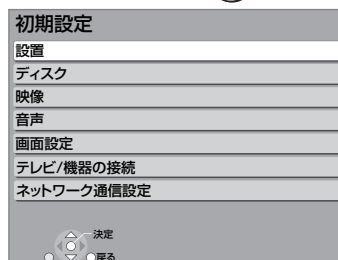 初期設定
設置
ディスク
映像
音声
画面設定
テレビ/機器の接続
ネットワーク通信設定
決定
戻る